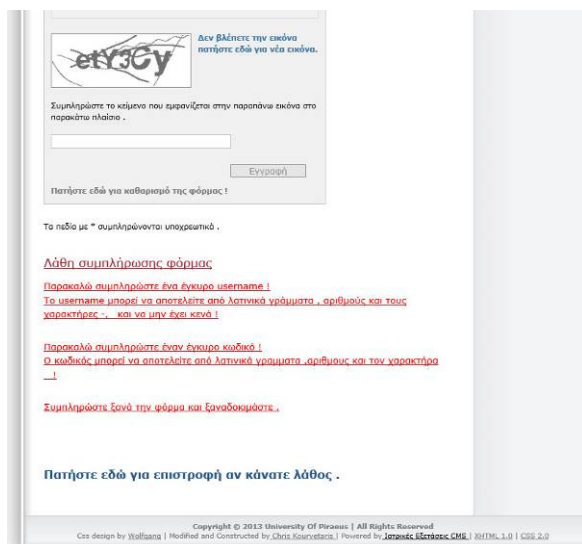 etY3Cy
Δεν βλέπετε την εικόνα
πατήστε εδώ για νέα εικόνα.
Συμπληρώστε το κείμενο που εμφανίζεται στην παραπάνω εικόνα στο
παρακάτω πλαίσιο .
Εγγραφή
Πατήστε εδώ για καθαρισμό της φόρμας !
Τα πεδία με * συμπληρώνονται υποχρεωτικά .
Λάθη συμπλήρωσης φόρμας
Παρακαλώ συμπληρώστε ένα έγκυρο username !
Το username μπορεί να αποτελείτε από λατινικά γράμματα , αριθμούς και τους
χαρακτήρες -,_ και να μην έχει κενά !
Παρακαλώ συμπληρώστε έναν έγκυρο κωδικό !
Ο κωδικός μπορεί να αποτελείτε από λατινικά γραμματα ,αριθμους και τον χαρακτήρα
_ !
Συμπληρώστε ξανά την φόρμα και ξαναδοκιμάστε .
Πατήστε εδώ για επιστροφή αν κάνατε λάθος .
Copyright © 2013 University Of Piraeus | All Rights Reserved
Css design by Wolfgang | Modified and Constructed by Chris Kourvetaris | Powered by Ιατρικές Εξετάσεις CMS | XHTML 1.0 | CSS 2.0